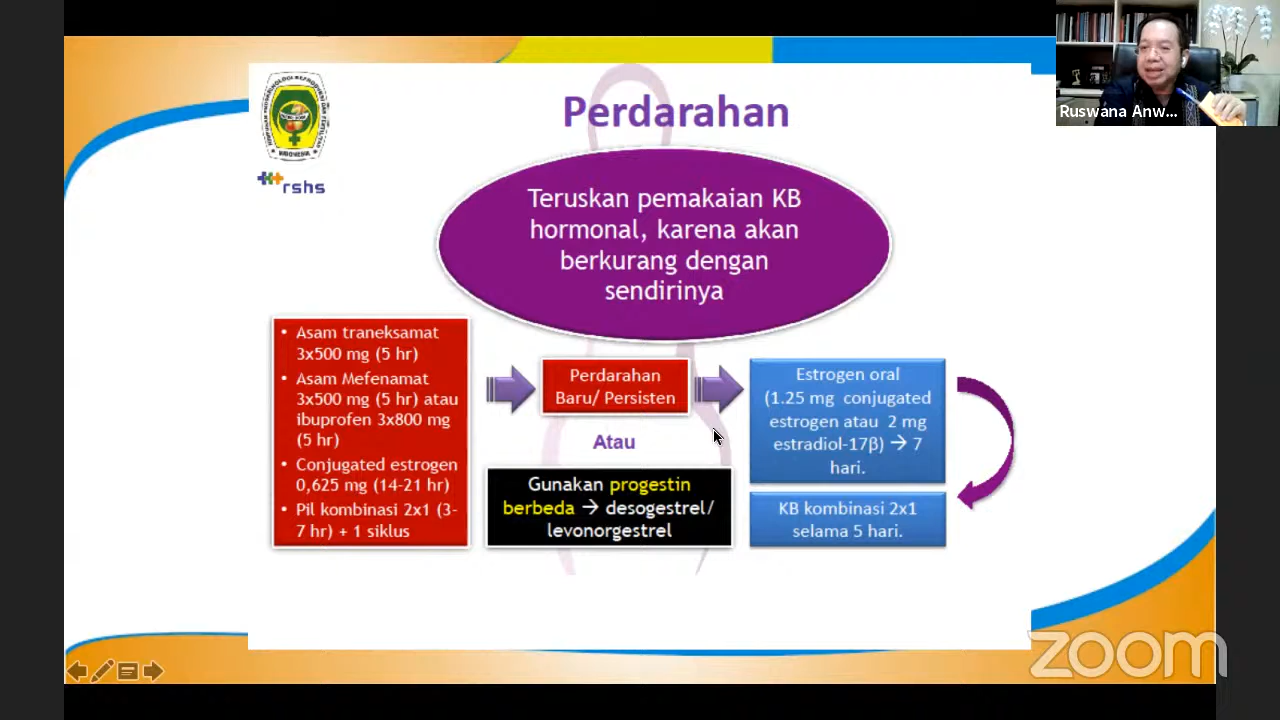 Ruswana Anw...
Perdarahan
rshs
INDONESIA
Teruskan pemakaian KB
hormonal, karena akan
berkurang dengan
sendirinya
• Asam traneksamat
3x500 mg (5 hr)
• Asam Mefenamat
3x500 mg (5 hr) atau
ibuprofen 3x800 mg
(5 hr)
• Conjugated estrogen
0,625 mg (14-21 hr)
• Pil kombinasi 2x1 (3-
7 hr) + 1 siklus
Perdarahan
Baru/ Persisten
Atau
Gunakan progestin
berbeda → desogestrel/
levonorgestrel
Estrogen oral
(1.25 mg conjugated
estrogen atau 2 mg
estradiol-17β) → 7
hari.
KB kombinasi 2x1
selama 5 hari.
zoom